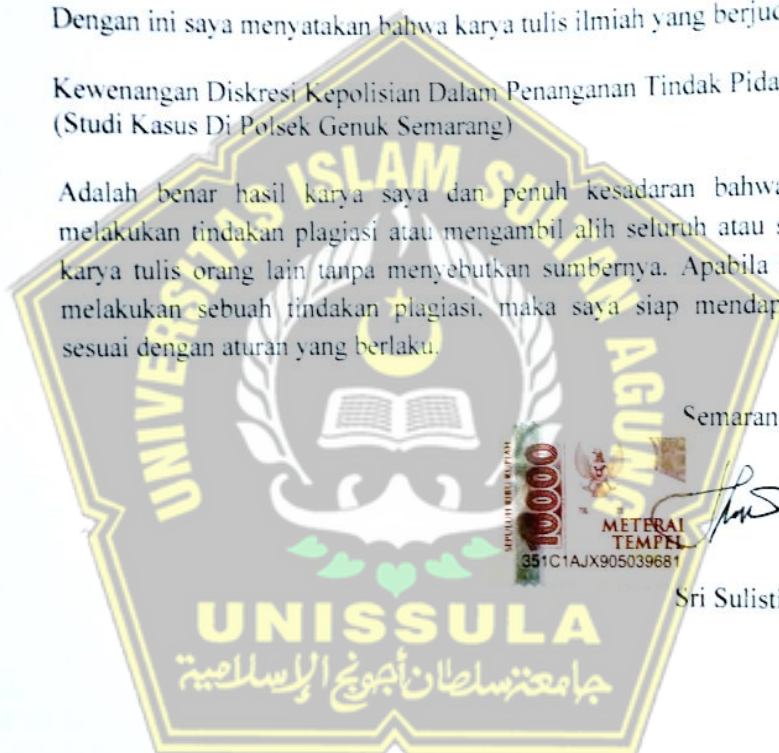 Dengan ini saya menyatakan bahwa karya tulis ilmiah yang berjud
Kewenangan Diskresi Kepolisian Dalam Penanganan Tindak Pida
(Studi Kasus Di Polsek Genuk Semarang)
Adalah benar hasil karya saya dan penuh kesadaran bahwa
melakukan tindakan plagiasi atau mengambil alih seluruh atau s
karya tulis orang lain tanpa menyebutkan sumbernya. Apabila
melakukan sebuah tindakan plagiasi, maka saya siap mendap
sesuai dengan aturan yang berlaku.
Semaran
SEPULUH RIBU RUPIAH
10000
METERAI
TEMPEL
351C1AJX905039681
Sri Sulisti
UNIVERSITAS ISLAM SULTAN AGUNG
UNISSULA
جامعة سلطان أجونج الإسلامية